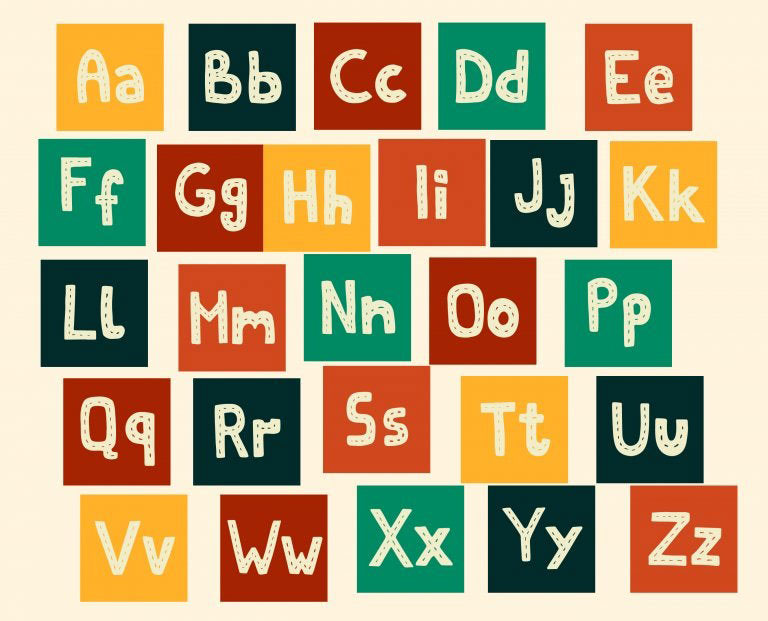 Aa Bb Cc Dd Ee
Ff Gg Hh Ii Jj Kk
Ll Mm Nn Oo Pp
Qq Rr Ss Tt Uu
Vv Ww Xx Yy Zz